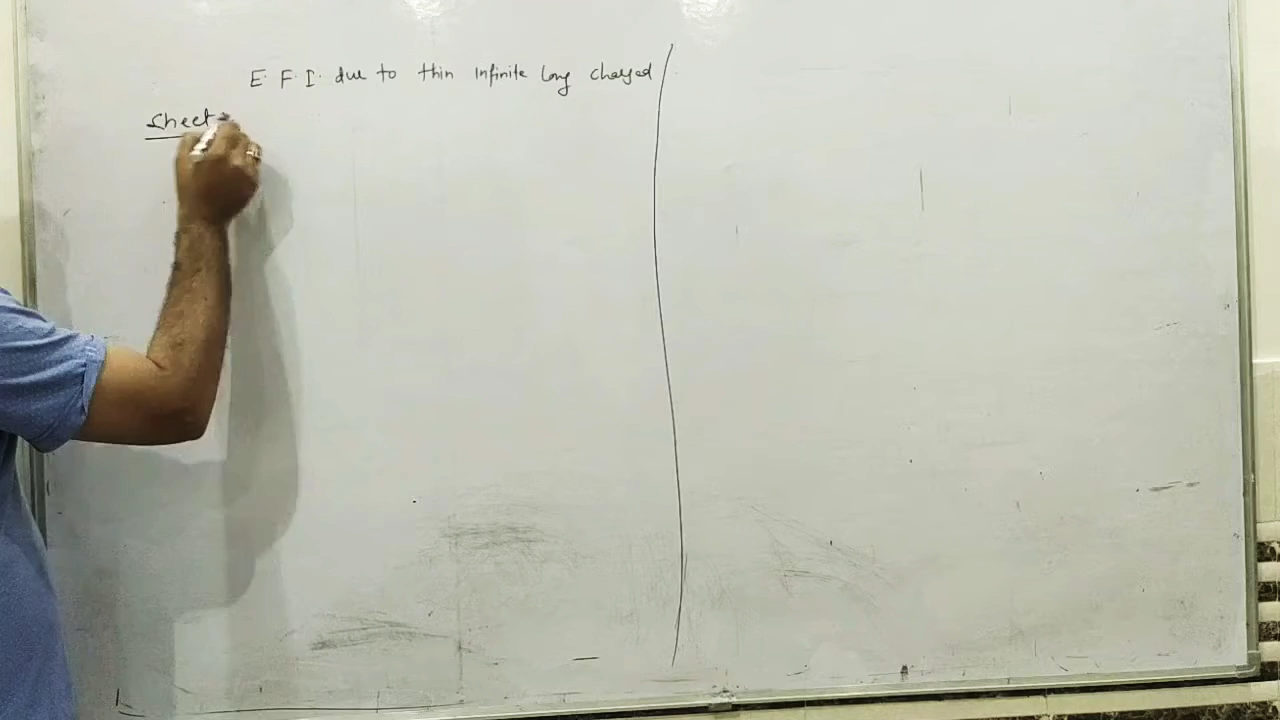 E. F. I. due to thin Infinite Long charged
Sheet